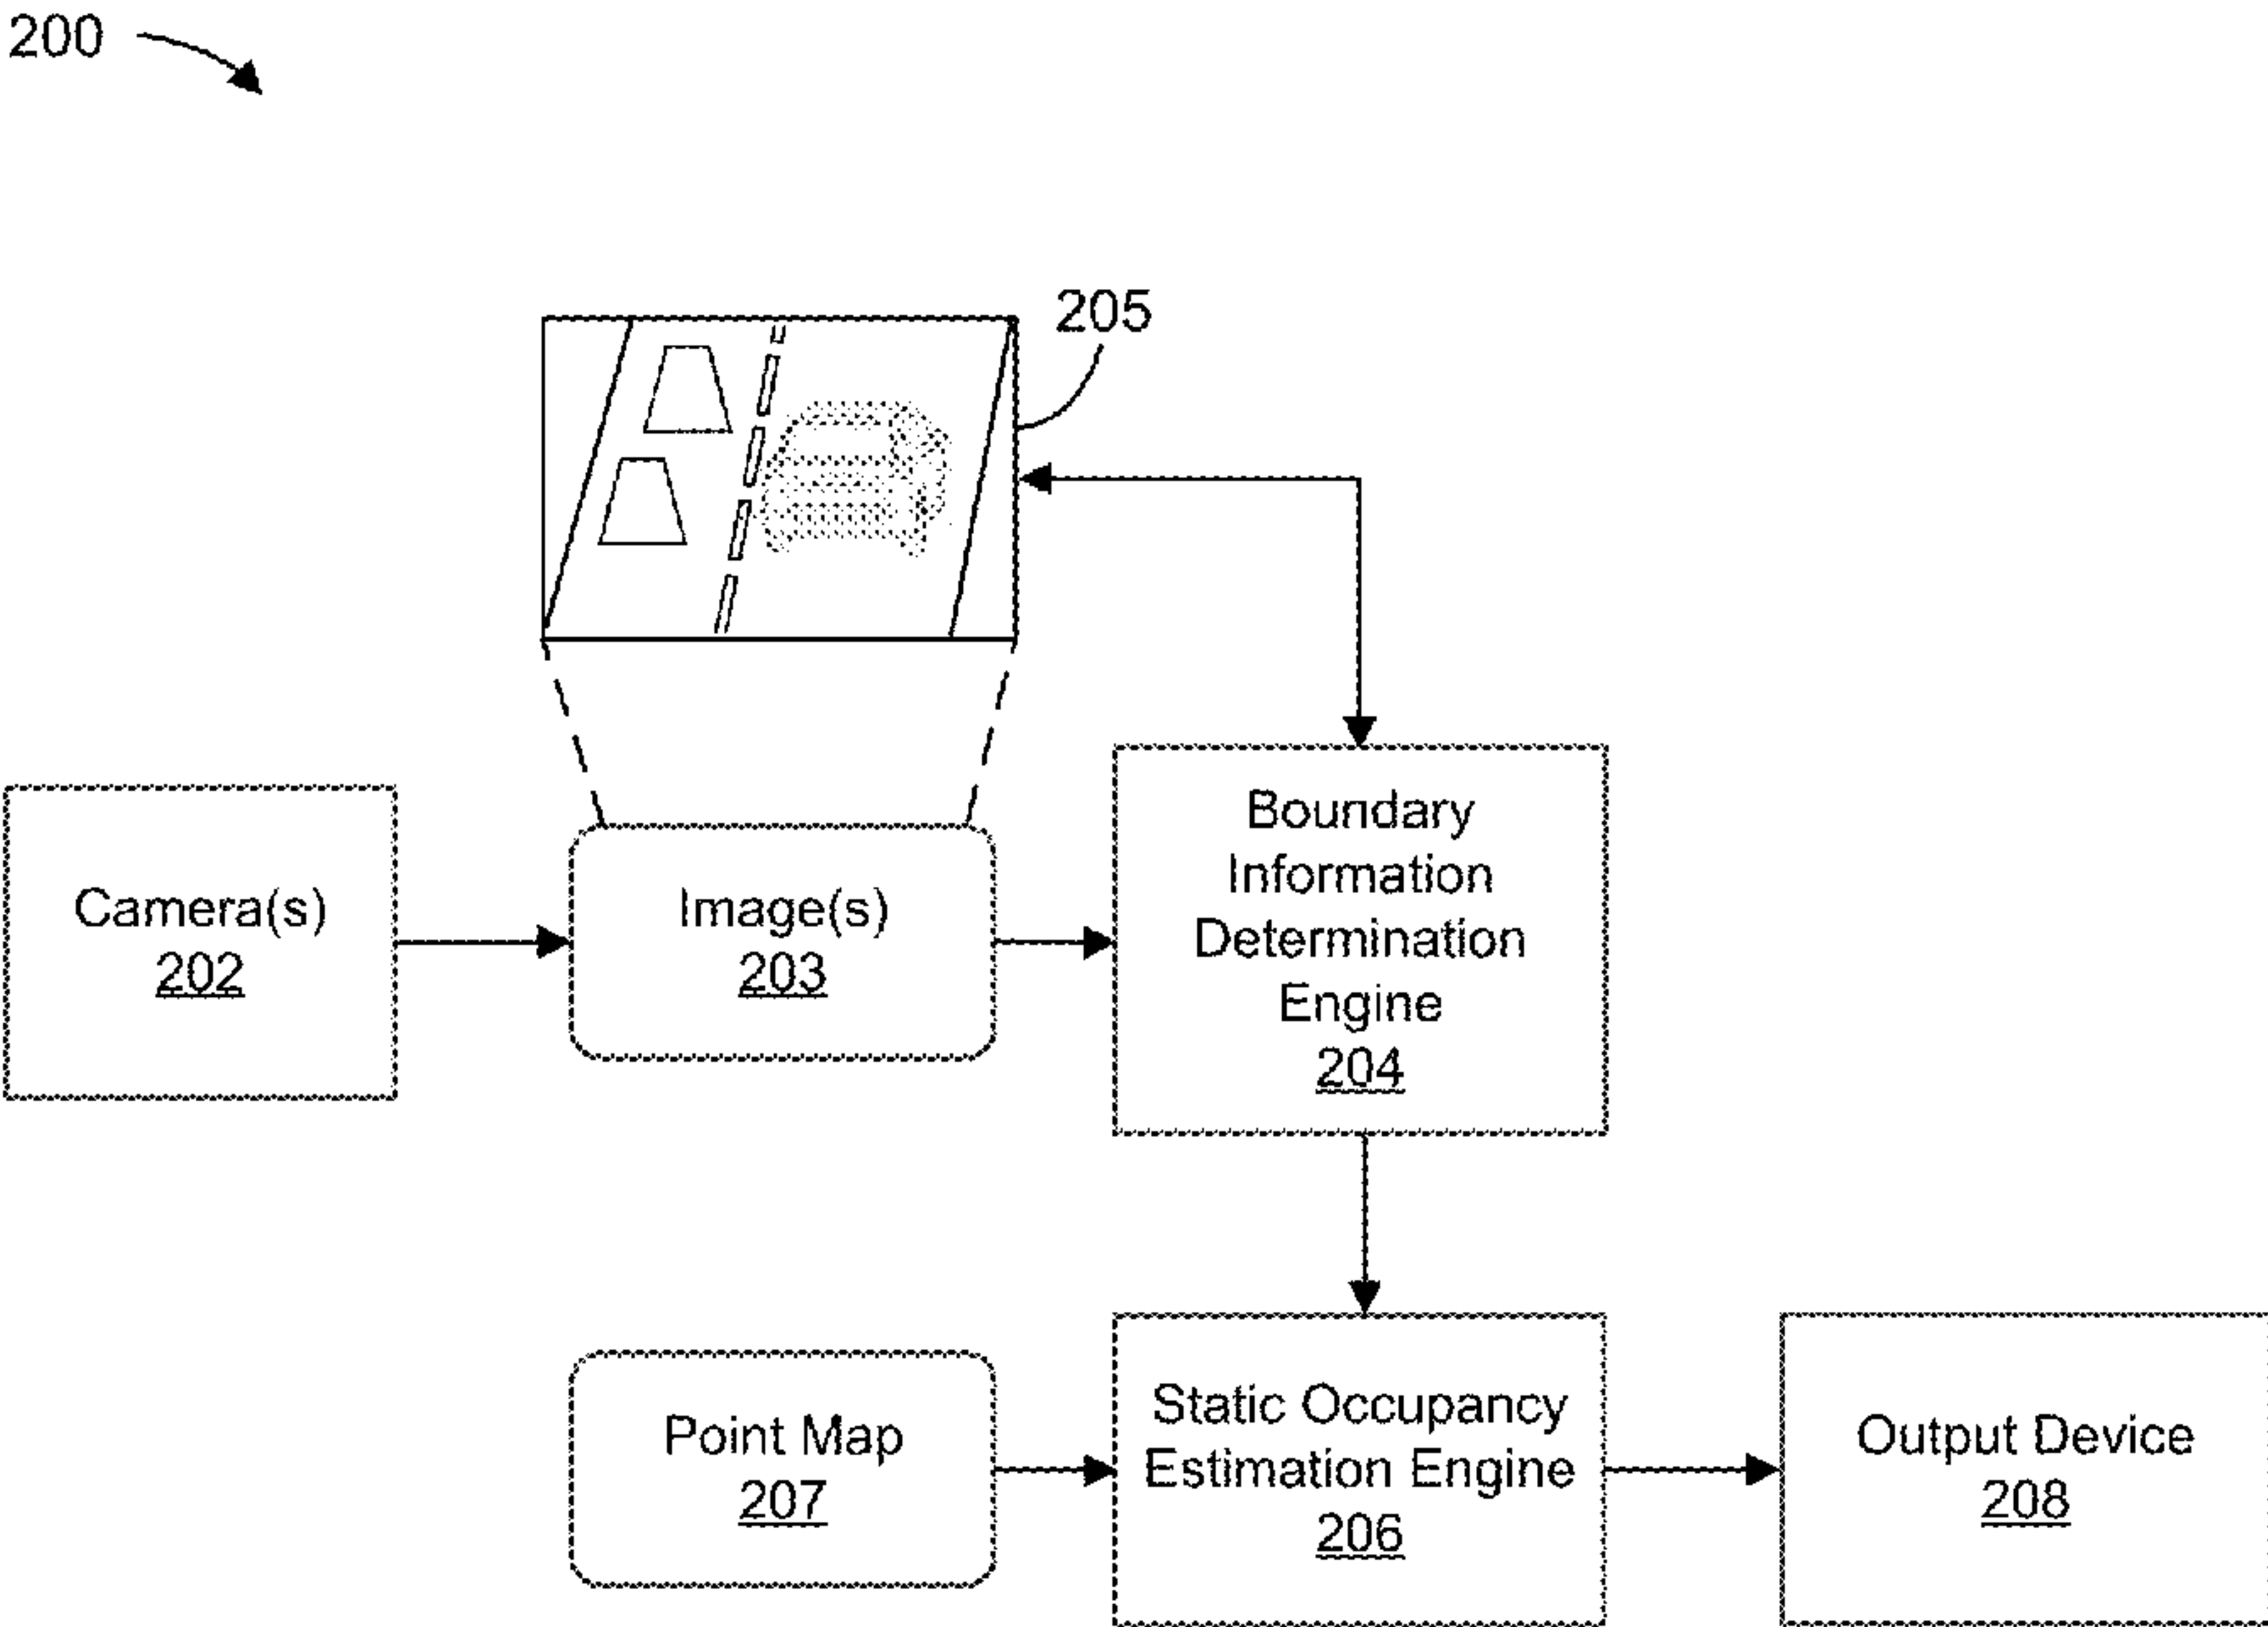 200
205
Camera(s)
202
Image(s)
203
Boundary
Information
Determination
Engine
204
Point Map
207
Static Occupancy
Estimation Engine
206
Output Device
208